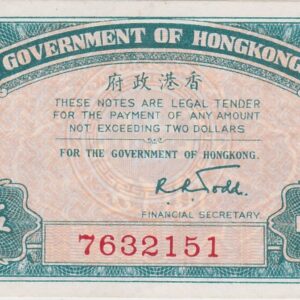 GOVERNMENT OF HONGKONG
香港政府
THESE NOTES ARE LEGAL TENDER
FOR THE PAYMENT OF ANY AMOUNT
NOT EXCEEDING TWO DOLLARS
FOR THE GOVERNMENT OF HONGKONG.
R.R. Todd
FINANCIAL SECRETARY.
7632151